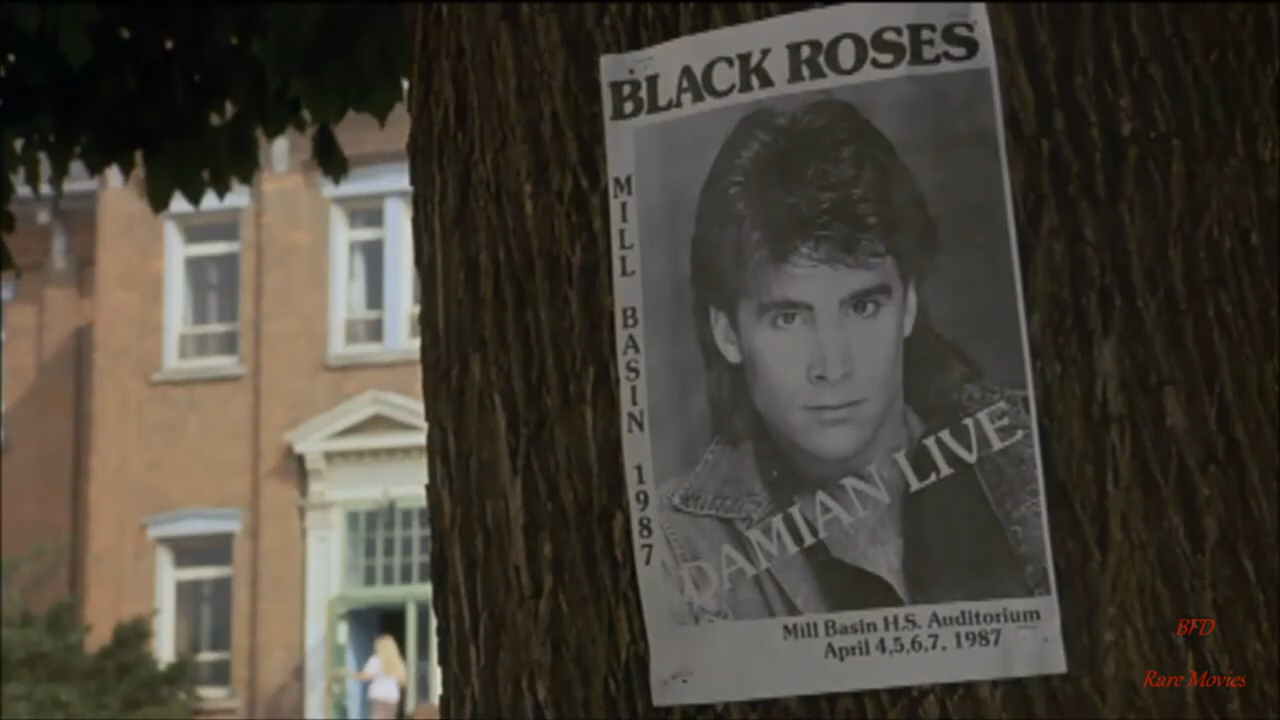 BLACK ROSES
MILL BASIN 1987
DAMIAN LIVE
Mill Basin H.S. Auditorium
April 4,5,6,7, 1987
BFD
Rare Movies